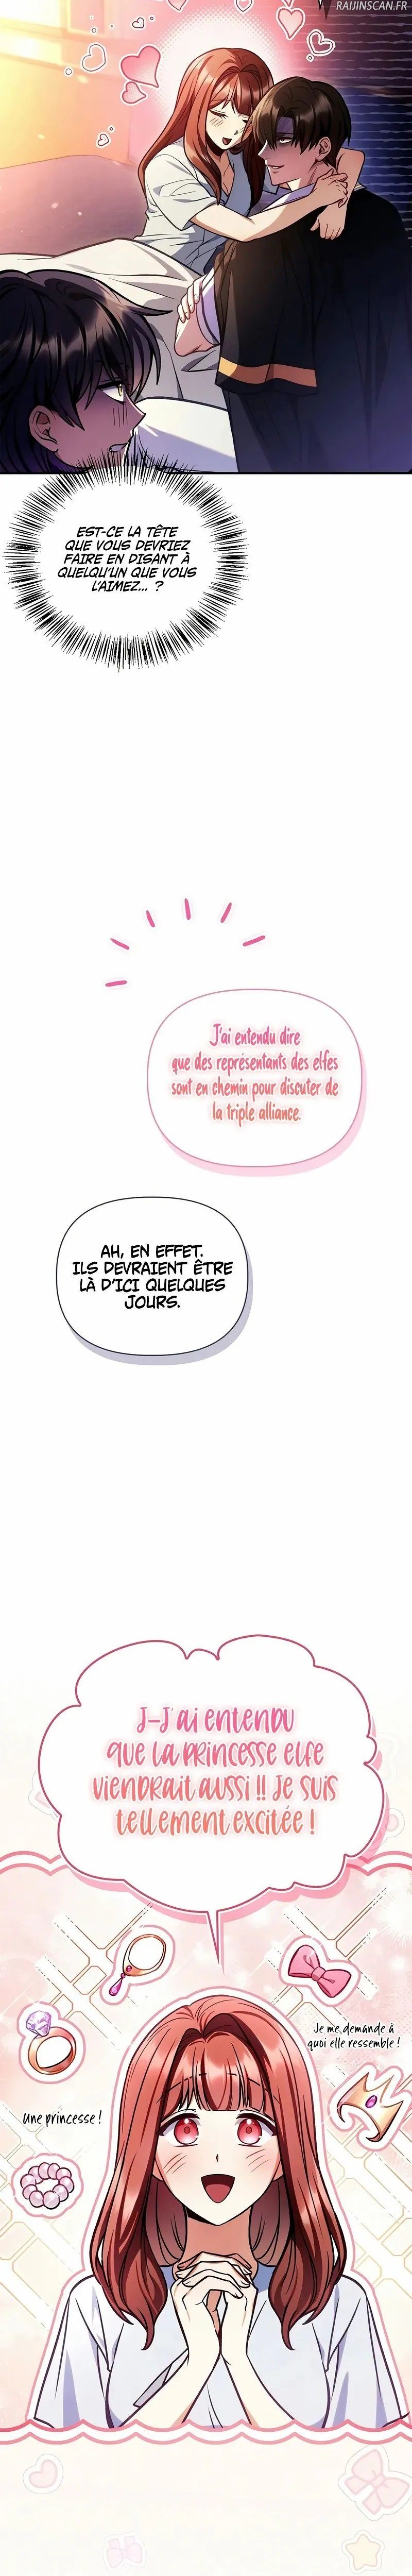 RAIJINSCAN.FR
EST-CE LA TÊTE
QUE VOUS DEVRIEZ
FAIRE EN DISANT À
QUELQU'UN QUE VOUS
L'AIMEZ... ?
J'ai entendu dire
que des représentants des elfes
sont en chemin pour discuter de
la triple alliance.
AH, EN EFFET.
ILS DEVRAIENT ÊTRE
LÀ D'ICI QUELQUES
JOURS.
J-J'ai entendu
que la princesse elfe
viendrait aussi !! Je suis
tellement excitée !
Je me demande à
quoi elle ressemble !
Une princesse !